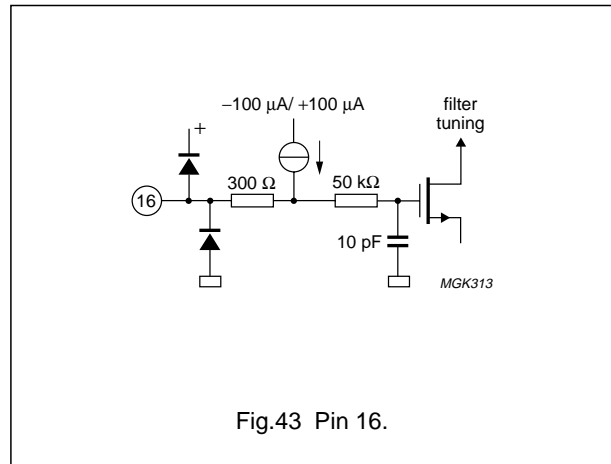 −100 µA/ +100 µA
filter
tuning
+
300 Ω
50 kΩ
16
10 pF
MGK313
Fig.43 Pin 16.